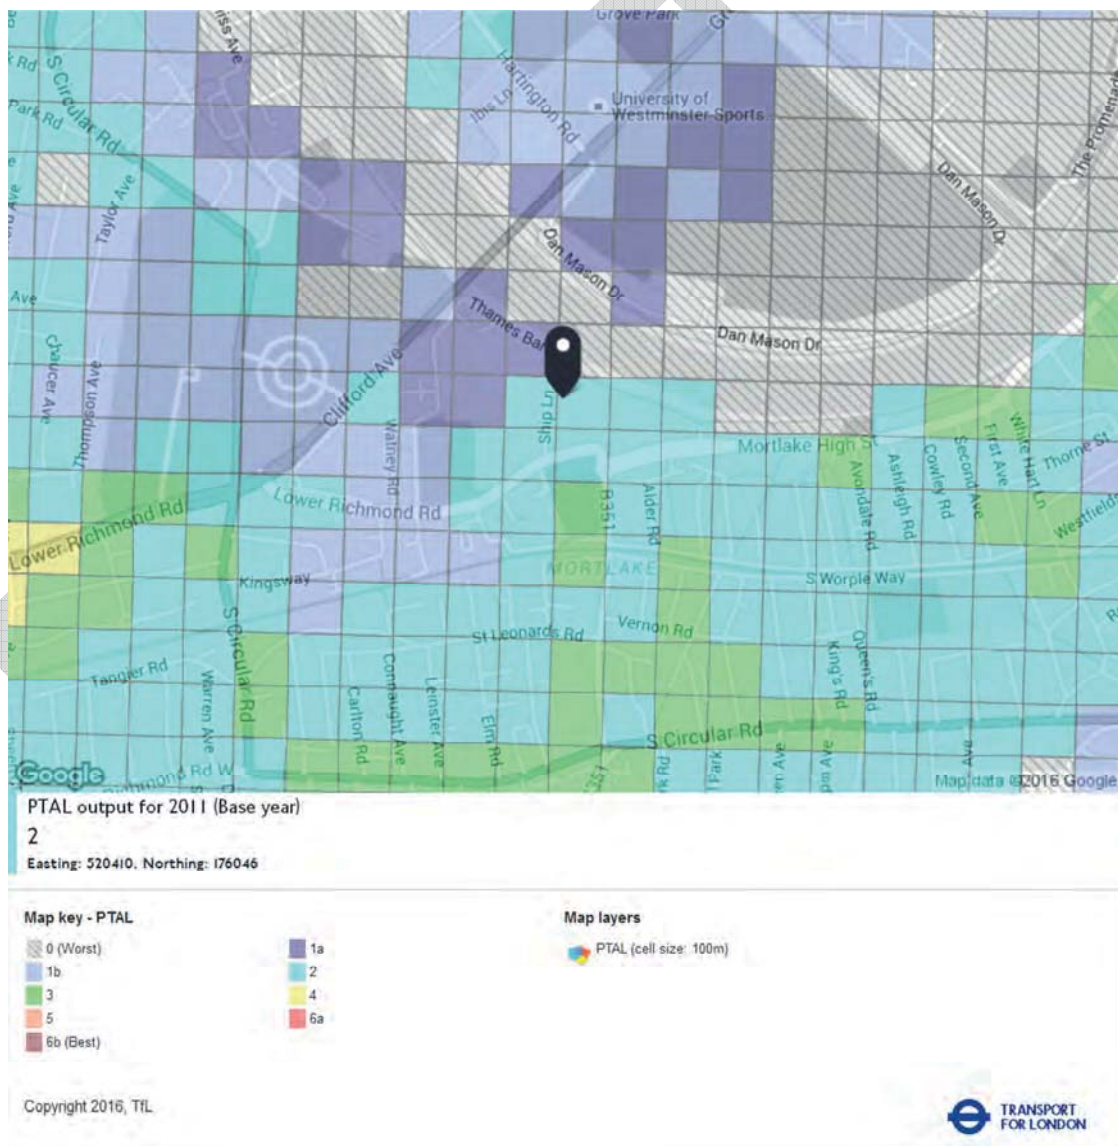 Grove Park
S Circular Rd
Hartington Rd
Ibis Ln
University of
Westminster Sports...
Park Rd
The Promenade
Dan Mason Dr
Taylor Ave
Dan Mason Dr
Ave
Thames Ban
Dan Mason Dr
Chaucer Ave
Thompson Ave
Clifford Ave
Ship Ln
Watney Rd
Mortlake High St
White Hart Ln
First Ave
Second Ave
Cowley Rd
Ashleigh Rd
Avondale Rd
Thorne St
Lower Richmond Rd
Lower Richmond Rd
B351
Alder Rd
Westfield
MORTLAKE
Kingsway
S Worple Way
S Circular Rd
St Leonards Rd
Vernon Rd
Tangier Rd
Warren Ave
Carlton Rd
Connaught Ave
Leinster Ave
Elm Rd
King's Rd
Queen's Rd
S Circular Rd
Park
Ave
Google
Richmond Rd W
Map data ©2016 Google
PTAL output for 2011 (Base year)
2
Easting: 520410, Northing: 176046
Map key - PTAL
0 (Worst)
1a
1b
2
3
4
5
6a
6b (Best)
Map layers
PTAL (cell size: 100m)
Copyright 2016, TfL
TRANSPORT
FOR LONDON